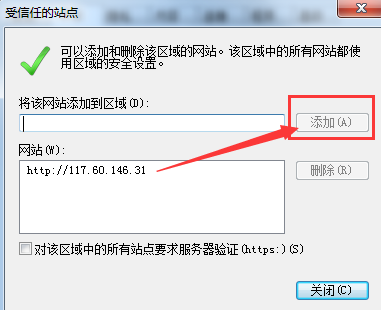 受信任的站点
可以添加和删除该区域的网站。该区域中的所有网站都使
用区域的安全设置。
将该网站添加到区域(D):
添加(A)
网站(W):
http://117.60.146.31
删除(R)
对该区域中的所有站点要求服务器验证(https:)(S)
关闭(C)